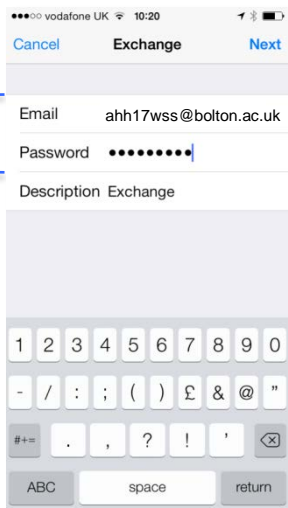 vodafone UK 10:20
Cancel Exchange Next
Email ahh17wss@bolton.ac.uk
Password •••••••••
Description Exchange
1 2 3 4 5 6 7 8 9 0
- / : ; ( ) £ & @ ”
#+= . , ? ! ’
ABC space return